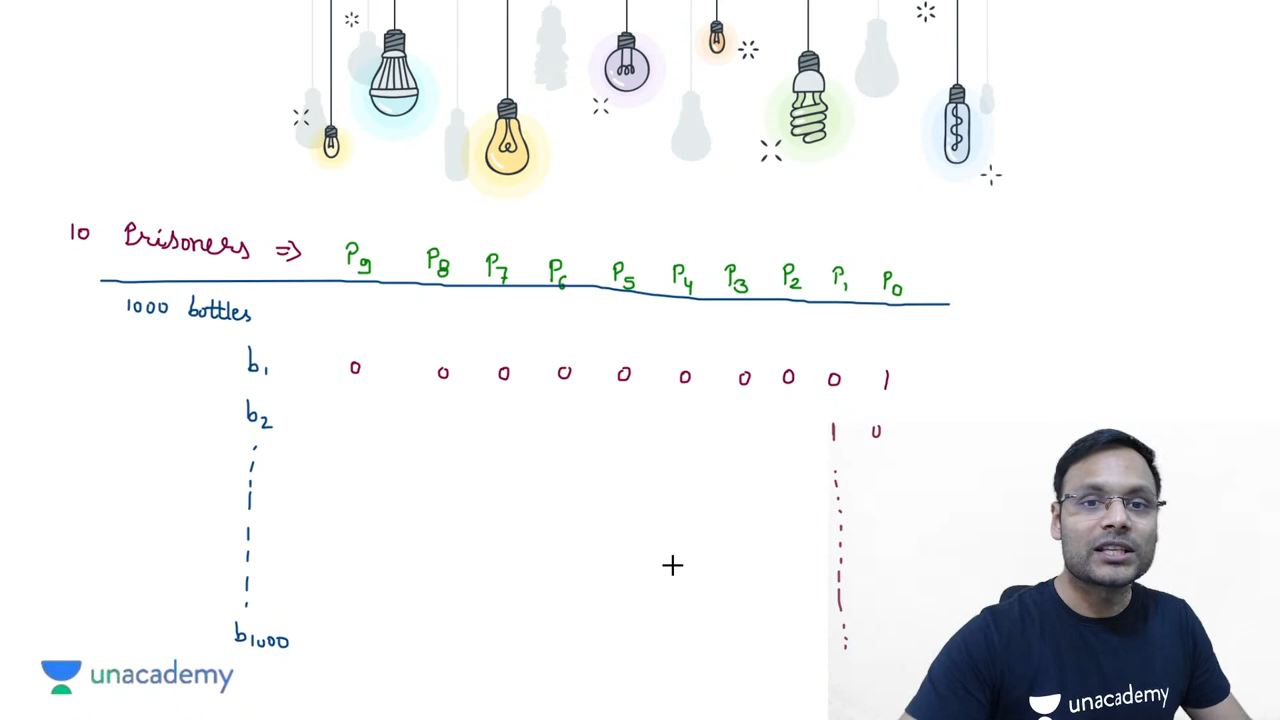 10 Prisoners ⇒ P9 P8 P7 P6 P5 P4 P3 P2 P1 P0
1000 bottles
b1 0 0 0 0 0 0 0 0 0 1
b2 1 0
b1000
unacademy
unacademy